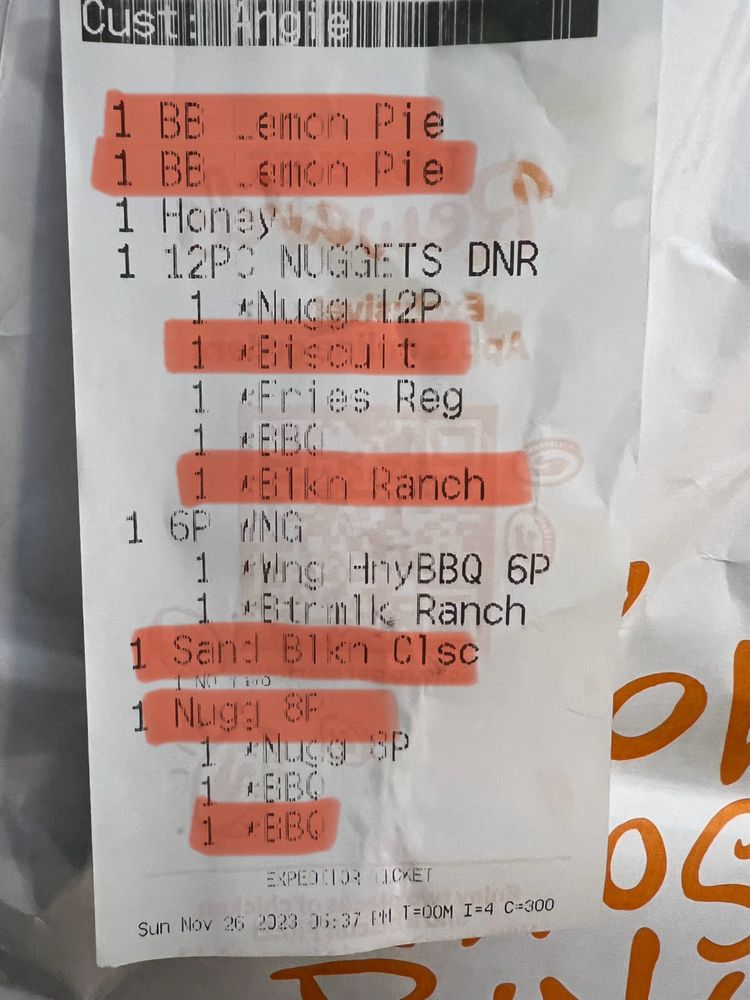 Cust: Angie
1 BB Lemon Pie
1 BB Lemon Pie
1 Honey
1 12PC NUGGETS DNR
1 *Nugg 12P
1 *Biscuit
1 *Fries Reg
1 *BBQ
1 *Blkn Ranch
1 6P WNG
1 *Wng HnyBBQ 6P
1 *Btrmlk Ranch
1 Sand Blkn Clsc
1 Nugg 8P
1 *Nugg 8P
1 *BBQ
1 *BBQ
EXPEDITOR TICKET
Sun Nov 26 2023 06:37 PM T=OOM I=4 C=300